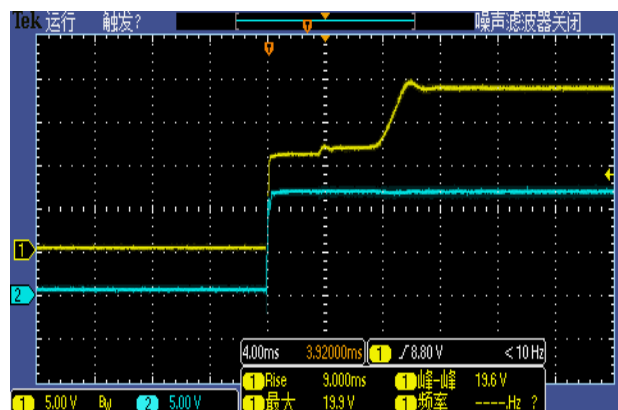 Tek 运行 触发? 噪声滤波器关闭
1
2
4.00ms 3.92000ms 1 8.80 V < 10 Hz
1 Rise 9.000ms 1 峰-峰 19.6 V
1 5.00 V BW 2 5.00 V 1 最大 19.9 V 1 频率 ----.Hz ?